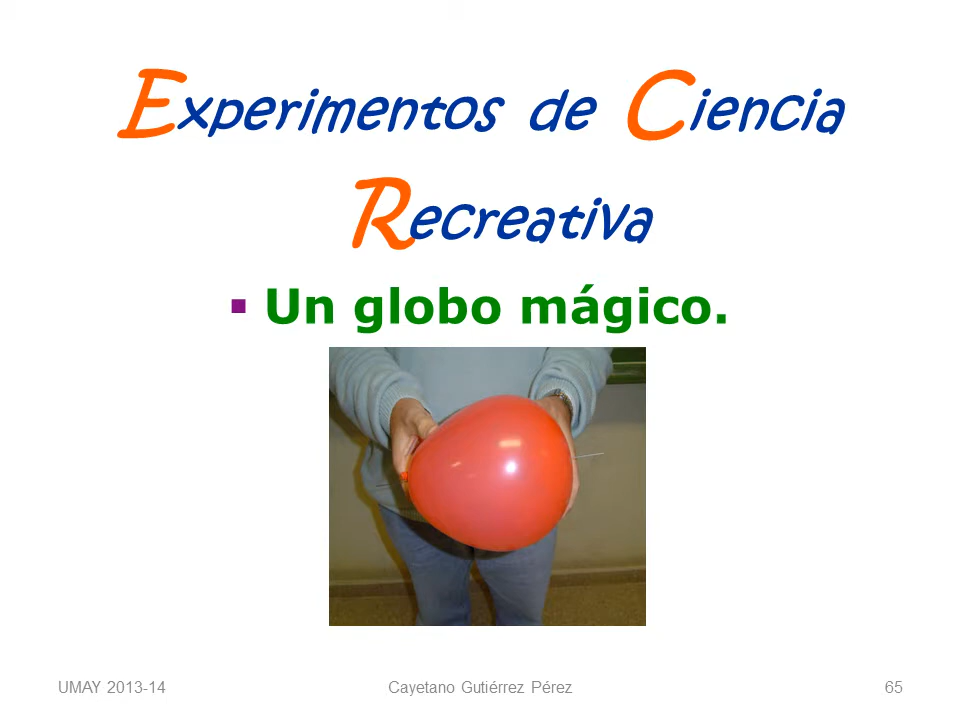 Experimentos de Ciencia
Recreativa
▪ Un globo mágico.
UMAY 2013-14
Cayetano Gutiérrez Pérez
65